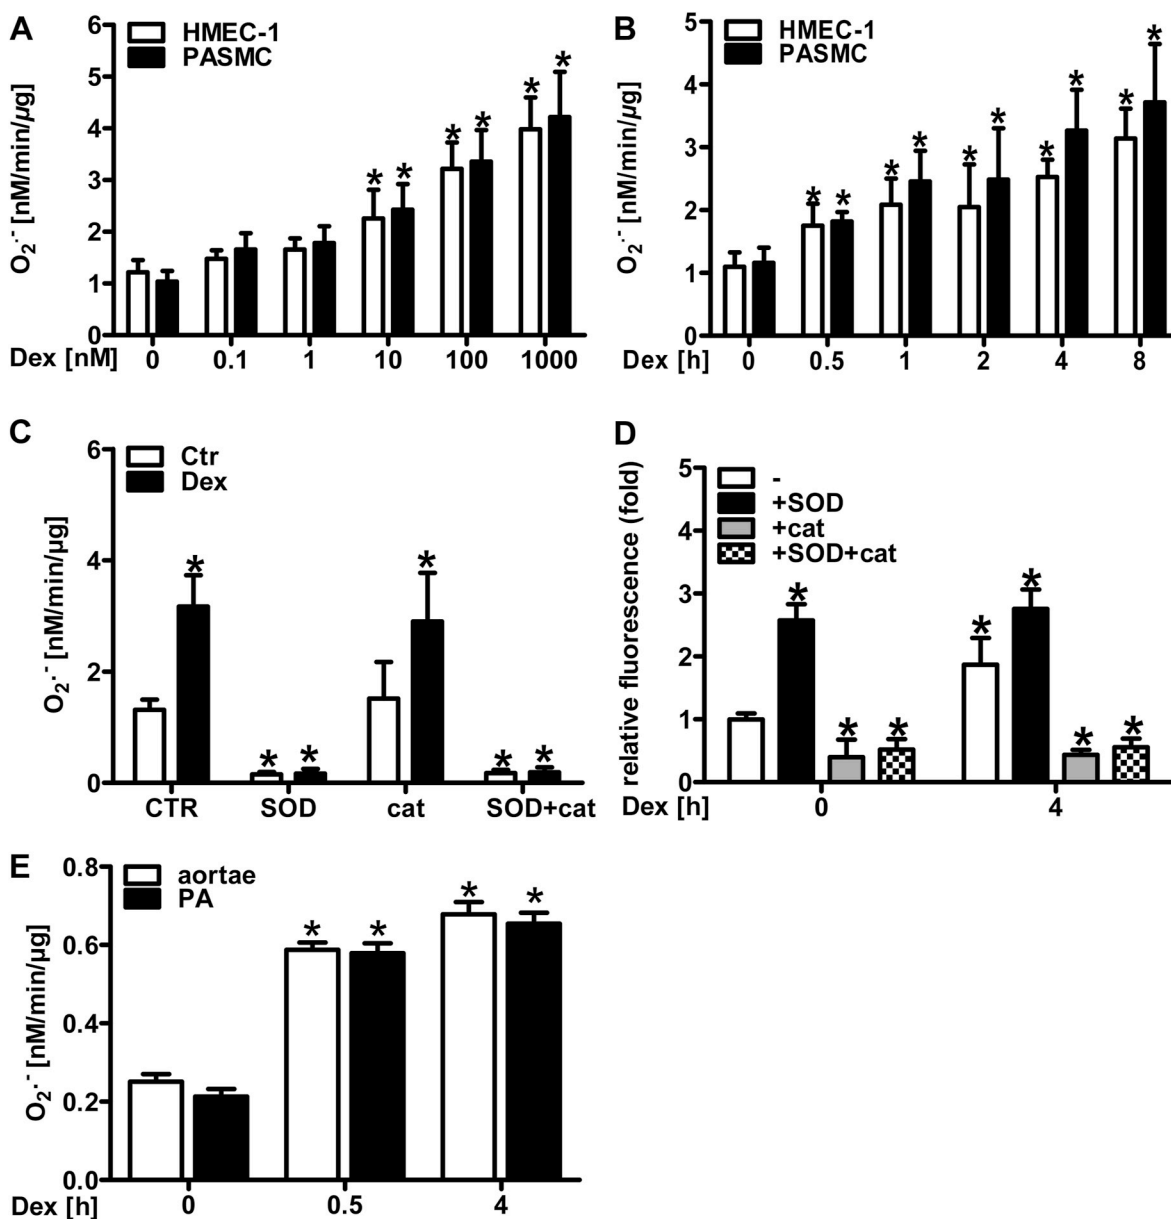 A
HMEC-1
PASMC
O₂·⁻ [nM/min/µg]
6
5
4
3
2
1
0
* * * * * *
Dex [nM] 0 0.1 1 10 100 1000
B
HMEC-1
PASMC
O₂·⁻ [nM/min/µg]
5
4
3
2
1
0
* * * * * * * * * *
Dex [h] 0 0.5 1 2 4 8
C
Ctr
Dex
O₂·⁻ [nM/min/µg]
6
4
2
0
* * * * * *
CTR SOD cat SOD+cat
D
-
+SOD
+cat
+SOD+cat
relative fluorescence (fold)
5
4
3
2
1
0
* * * * * * *
Dex [h] 0 4
E
aortae
PA
O₂·⁻ [nM/min/µg]
0.8
0.6
0.4
0.2
0.0
* * * *
Dex [h] 0 0.5 4